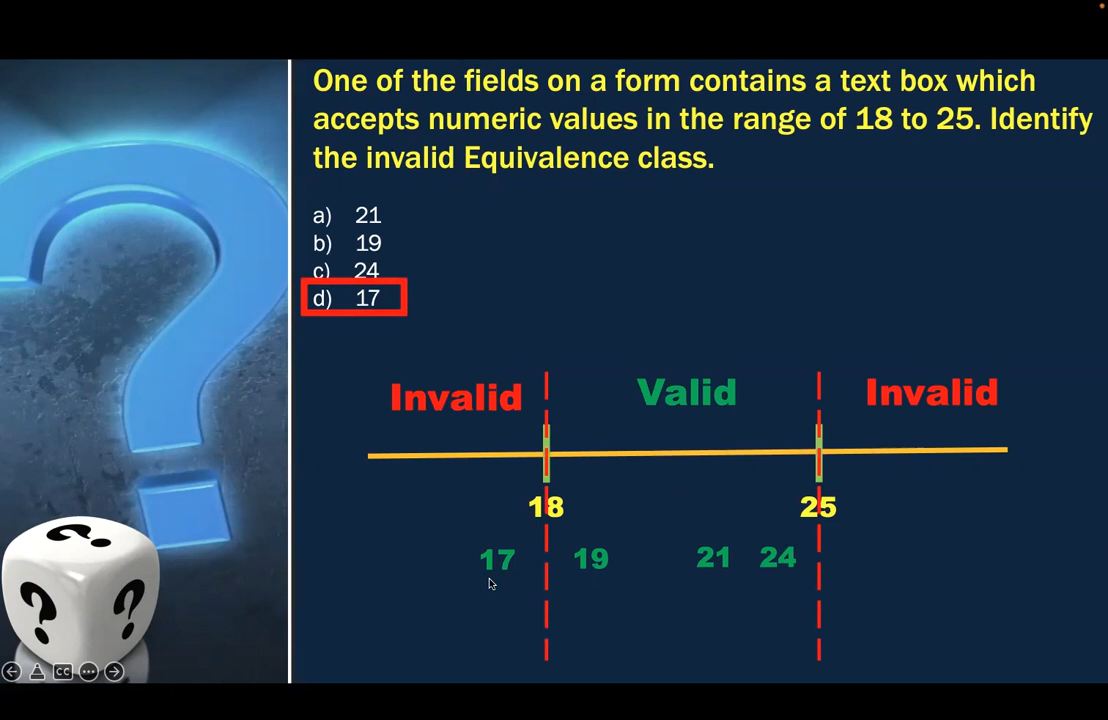 One of the fields on a form contains a text box which
accepts numeric values in the range of 18 to 25. Identify
the invalid Equivalence class.
a) 21
b) 19
c) 24
d) 17
Invalid Valid Invalid
18 25
17 19 21 24
? ? ?
CC